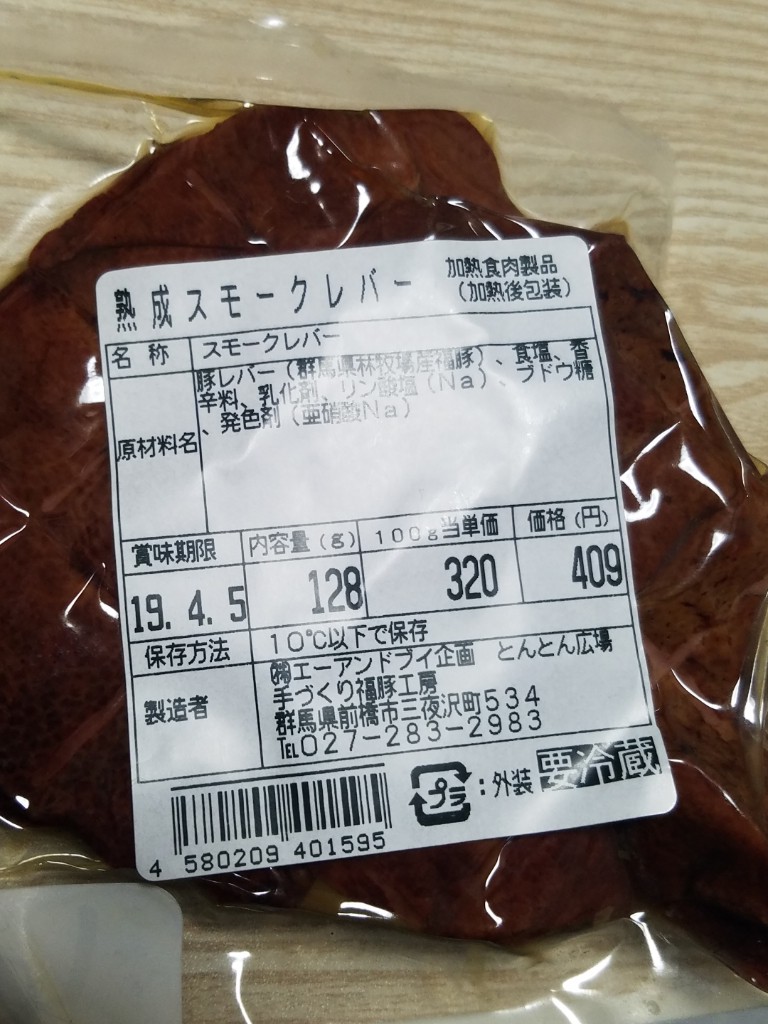 熟成スモークレバー
加熱食肉製品
(加熱後包装)
名称 スモークレバー
原材料名
豚レバー(群馬県林牧場産福豚)、食塩、香
辛料、乳化剤、リン酸塩(Na)、ブドウ糖
、発色剤(亜硝酸Na)
賞味期限 内容量(g) 100g当単価 価格(円)
19.4.5 128 320 409
保存方法 10℃以下で保存
製造者
㈱エーアンドブイ企画 とんとん広場
手づくり福豚工房
群馬県前橋市三夜沢町534
℡027-283-2983
プラ :外装 要冷蔵
4 580209 401595